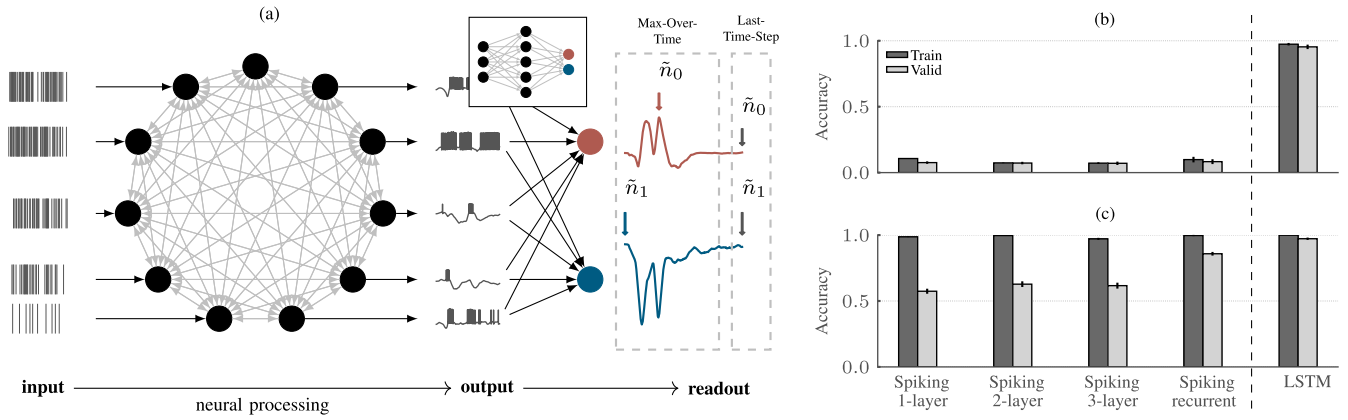 (a)
Max-Over-
Time
Last-
Time-Step
ñ0
ñ0
ñ1
ñ1
input
neural processing
output
readout
(b)
Accuracy
1.0
0.5
0.0
Train
Valid
(c)
Accuracy
1.0
0.5
0.0
Spiking
1-layer
Spiking
2-layer
Spiking
3-layer
Spiking
recurrent
LSTM